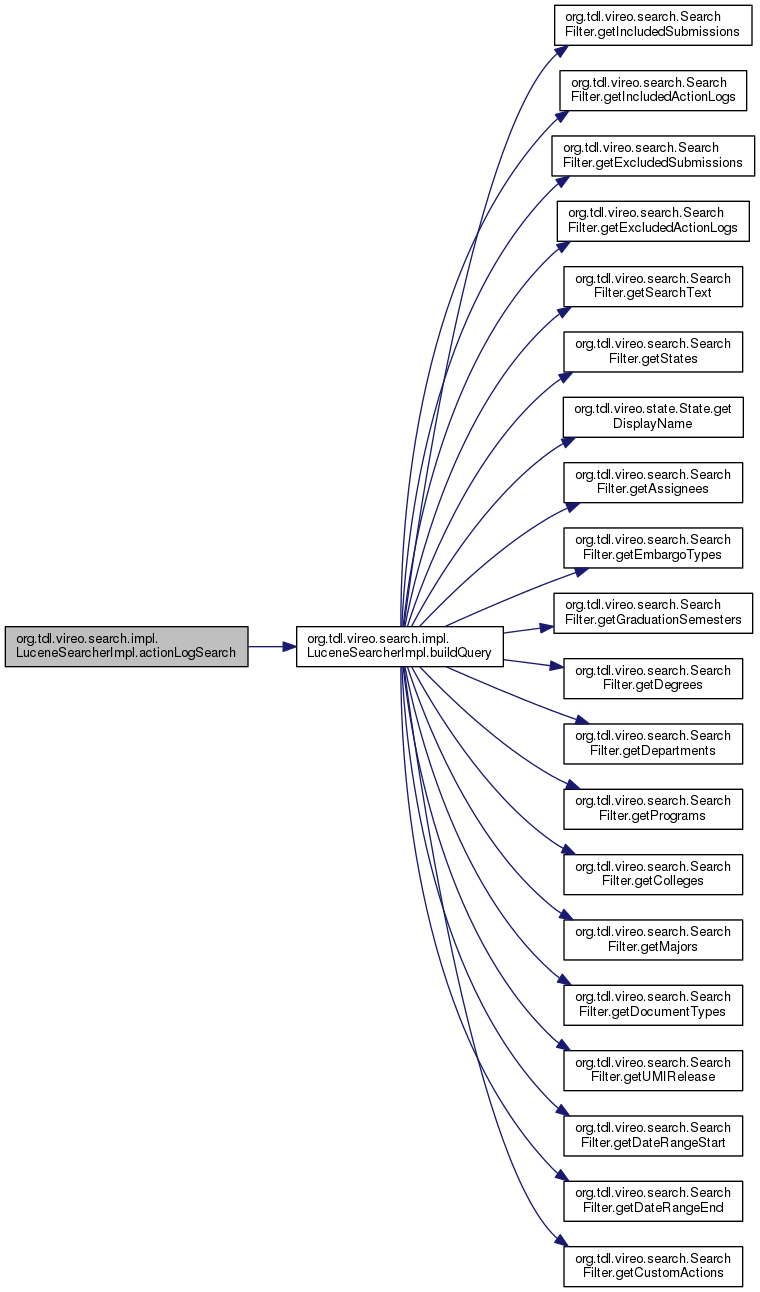 org.tdl.vireo.search.Search
Filter.getIncludedSubmissions
org.tdl.vireo.search.Search
Filter.getIncludedActionLogs
org.tdl.vireo.search.Search
Filter.getExcludedSubmissions
org.tdl.vireo.search.Search
Filter.getExcludedActionLogs
org.tdl.vireo.search.Search
Filter.getSearchText
org.tdl.vireo.search.Search
Filter.getStates
org.tdl.vireo.state.State.get
DisplayName
org.tdl.vireo.search.Search
Filter.getAssignees
org.tdl.vireo.search.Search
Filter.getEmbargoTypes
org.tdl.vireo.search.Search
Filter.getGraduationSemesters
org.tdl.vireo.search.impl.
LuceneSearcherImpl.actionLogSearch
org.tdl.vireo.search.impl.
LuceneSearcherImpl.buildQuery
org.tdl.vireo.search.Search
Filter.getDegrees
org.tdl.vireo.search.Search
Filter.getDepartments
org.tdl.vireo.search.Search
Filter.getPrograms
org.tdl.vireo.search.Search
Filter.getColleges
org.tdl.vireo.search.Search
Filter.getMajors
org.tdl.vireo.search.Search
Filter.getDocumentTypes
org.tdl.vireo.search.Search
Filter.getUMIRelease
org.tdl.vireo.search.Search
Filter.getDateRangeStart
org.tdl.vireo.search.Search
Filter.getDateRangeEnd
org.tdl.vireo.search.Search
Filter.getCustomActions